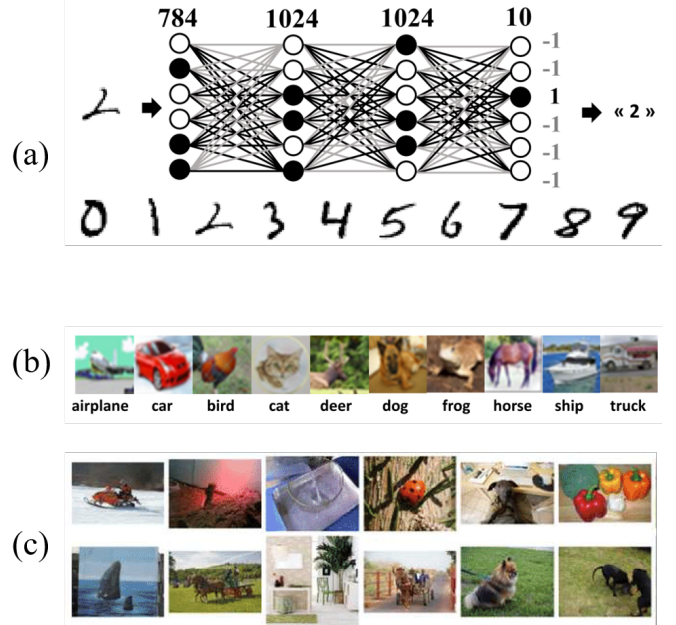 784 1024 1024 10
-1
-1
1
-1
-1
-1
« 2 »
(a)
0 1 2 3 4 5 6 7 8 9
(b)
airplane car bird cat deer dog frog horse ship truck
(c)